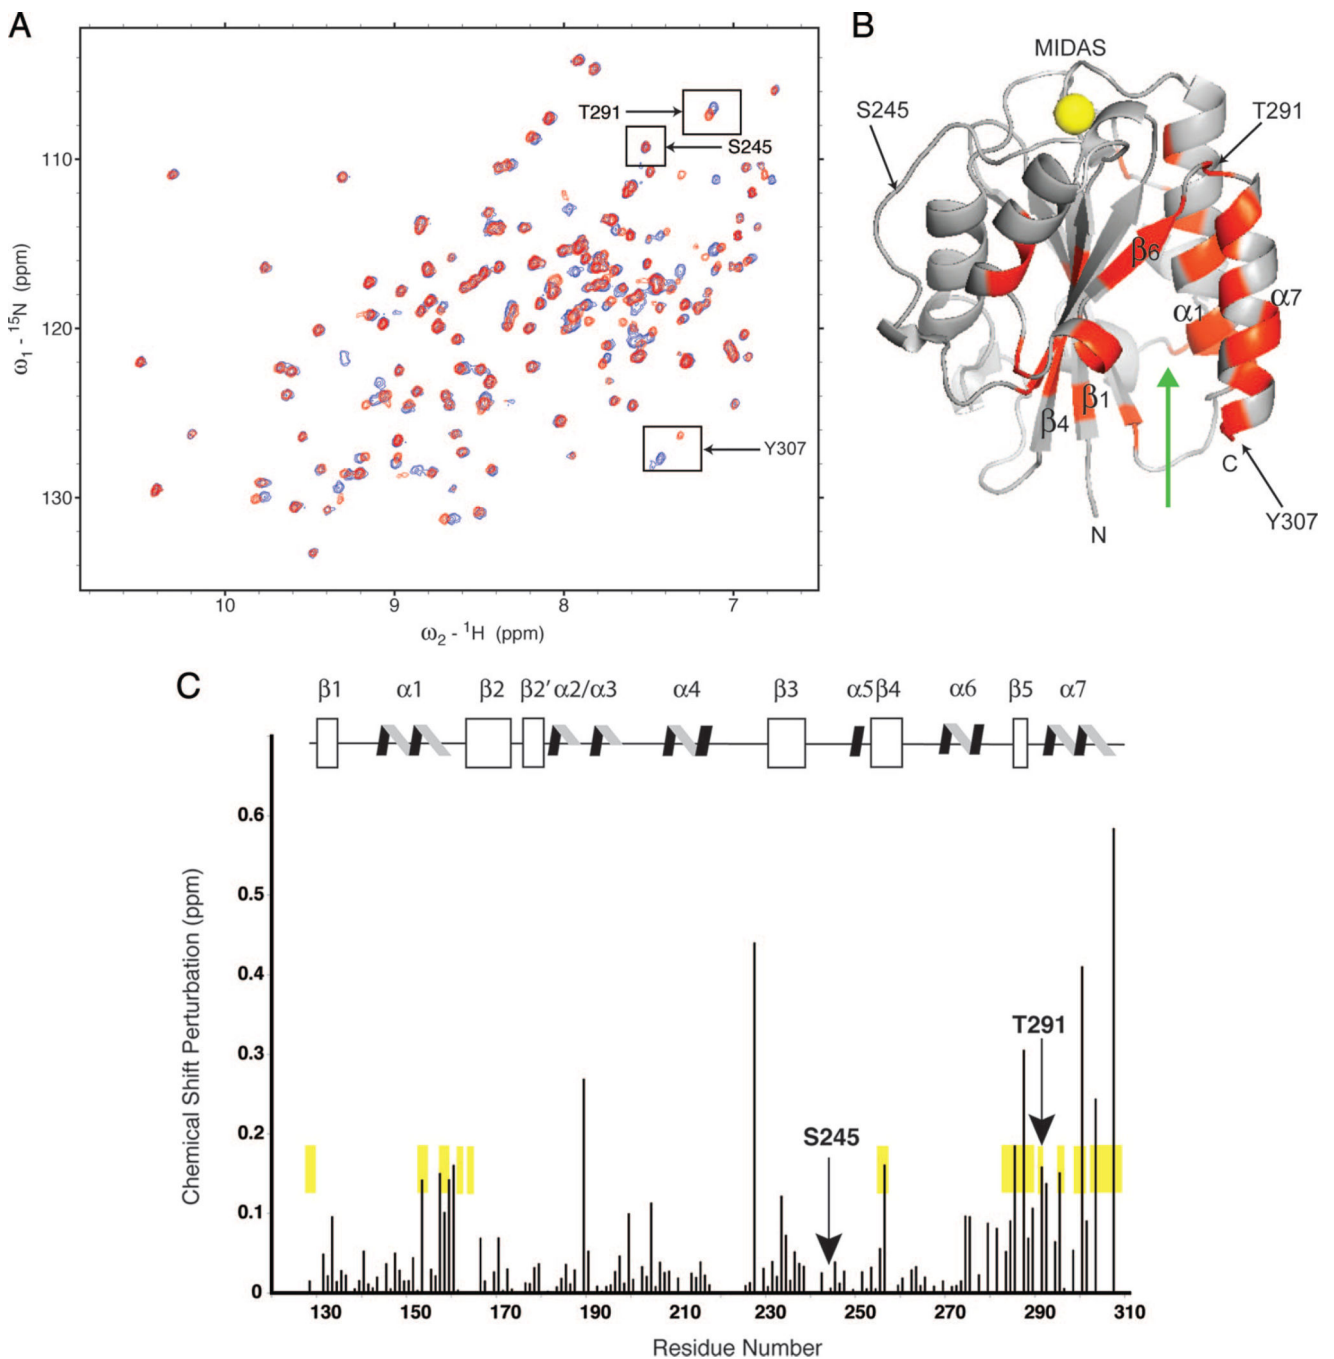 A
T291
S245
Y307
110
120
130
ω1 - 15N (ppm)
10 9 8 7
ω2 - 1H (ppm)
B
MIDAS
S245
T291
β6
α1
α7
β1
β4
C
N
Y307
C
β1 α1 β2 β2' α2/α3 α4 β3 α5 β4 α6 β5 α7
0.6
0.5
0.4
0.3
0.2
0.1
0
Chemical Shift Perturbation (ppm)
T291
S245
130 150 170 190 210 230 250 270 290 310
Residue Number